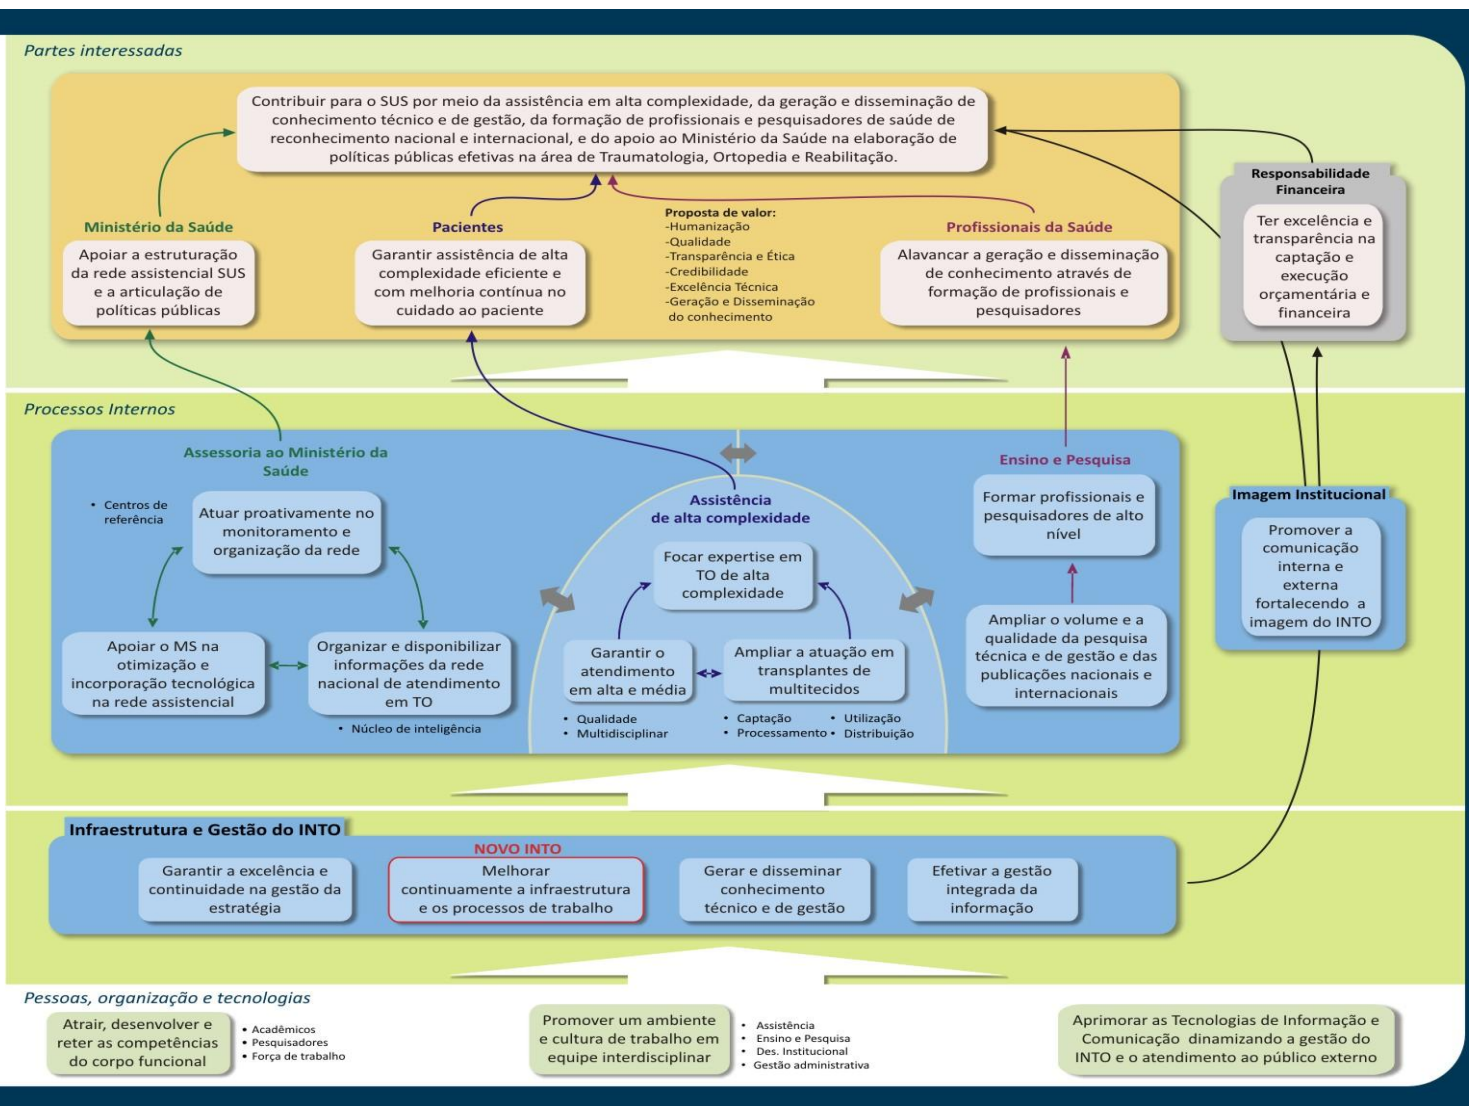 Partes interessadas
Contribuir para o SUS por meio da assistência em alta complexidade, da geração e disseminação de
conhecimento técnico e de gestão, da formação de profissionais e pesquisadores de saúde de
reconhecimento nacional e internacional, e do apoio ao Ministério da Saúde na elaboração de
políticas públicas efetivas na área de Traumatologia, Ortopedia e Reabilitação.
Responsabilidade
Financeira
Ter excelência e
transparência na
captação e
execução
orçamentária e
financeira
Ministério da Saúde
Apoiar a estruturação
da rede assistencial SUS
e a articulação de
políticas públicas
Pacientes
Garantir assistência de alta
complexidade eficiente e
com melhoria contínua no
cuidado ao paciente
Proposta de valor:
-Humanização
-Qualidade
-Transparência e Ética
-Credibilidade
-Excelência Técnica
-Geração e Disseminação
do conhecimento
Profissionais da Saúde
Alavancar a geração e disseminação
de conhecimento através de
formação de profissionais e
pesquisadores
Processos Internos
Assessoria ao Ministério da
Saúde
• Centros de
referência
Atuar proativamente no
monitoramento e
organização da rede
Apoiar o MS na
otimização e
incorporação tecnológica
na rede assistencial
Organizar e disponibilizar
informações da rede
nacional de atendimento
em TO
• Núcleo de inteligência
Assistência
de alta complexidade
Focar expertise em
TO de alta
complexidade
Garantir o
atendimento
em alta e média
• Qualidade
• Multidisciplinar
Ampliar a atuação em
transplantes de
multitecidos
• Captação
• Processamento
• Utilização
• Distribuição
Ensino e Pesquisa
Formar profissionais e
pesquisadores de alto
nível
Ampliar o volume e a
qualidade da pesquisa
técnica e de gestão e das
publicações nacionais e
internacionais
Imagem Institucional
Promover a
comunicação
interna e
externa
fortalecendo a
imagem do INTO
Infraestrutura e Gestão do INTO
Garantir a excelência e
continuidade na gestão da
estratégia
NOVO INTO
Melhorar
continuamente a infraestrutura
e os processos de trabalho
Gerar e disseminar
conhecimento
técnico e de gestão
Efetivar a gestão
integrada da
informação
Pessoas, organização e tecnologias
Atrair, desenvolver e
reter as competências
do corpo funcional
• Acadêmicos
• Pesquisadores
• Força de trabalho
Promover um ambiente
e cultura de trabalho em
equipe interdisciplinar
• Assistência
• Ensino e Pesquisa
• Des. Institucional
• Gestão administrativa
Aprimorar as Tecnologias de Informação e
Comunicação dinamizando a gestão do
INTO e o atendimento ao público externo